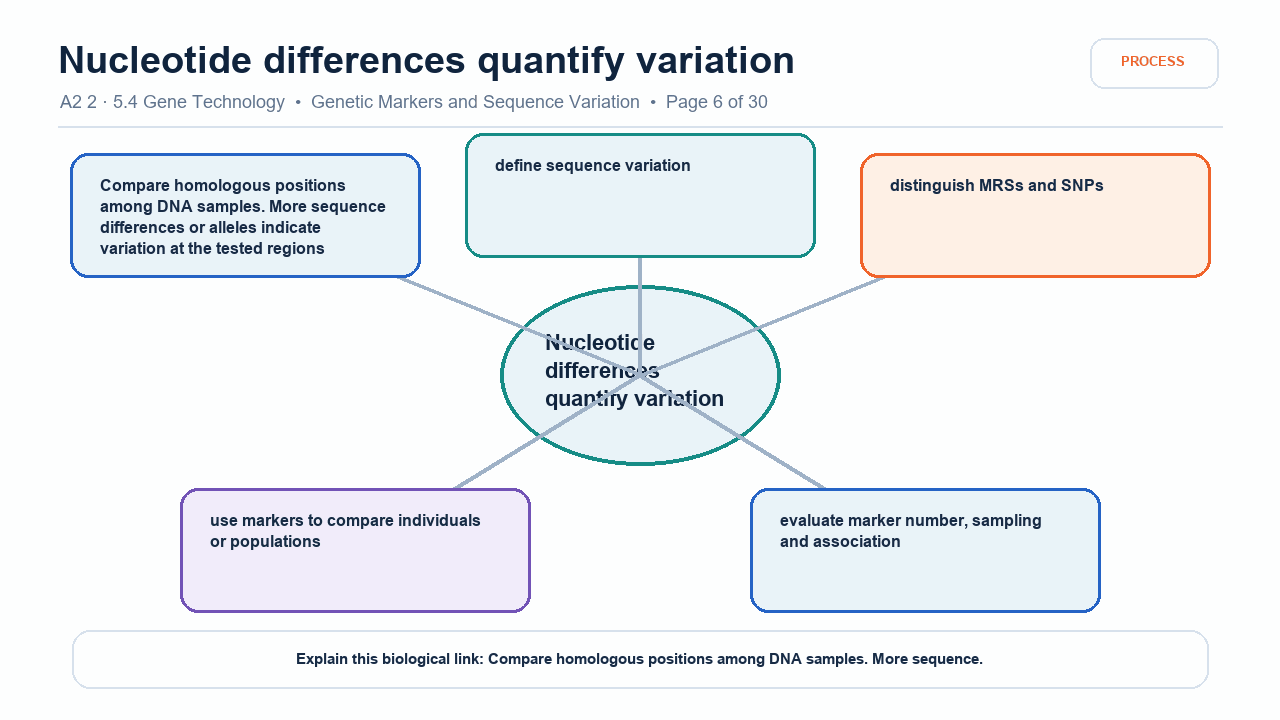 Nucleotide differences quantify variation
PROCESS
A2 2 · 5.4 Gene Technology • Genetic Markers and Sequence Variation • Page 6 of 30
Compare homologous positions
among DNA samples. More sequence
differences or alleles indicate
variation at the tested regions
define sequence variation
distinguish MRSs and SNPs
Nucleotide
differences
quantify variation
use markers to compare individuals
or populations
evaluate marker number, sampling
and association
Explain this biological link: Compare homologous positions among DNA samples. More sequence.